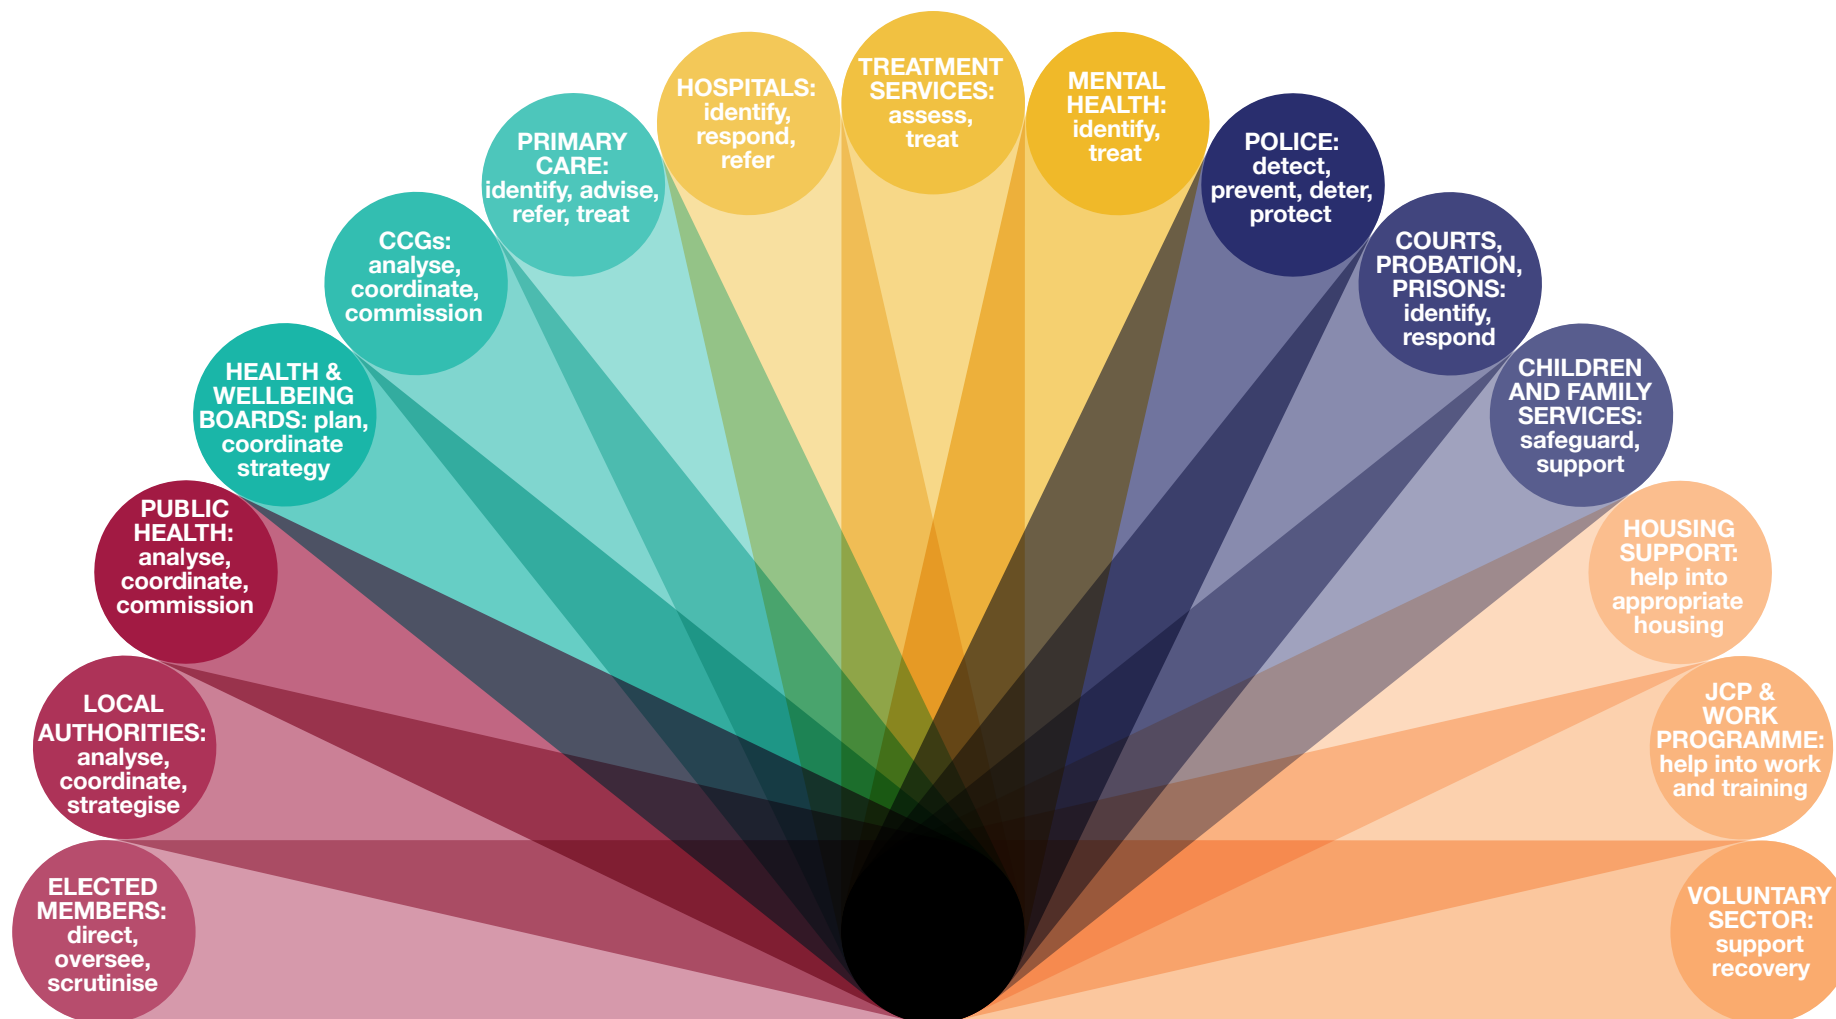 ELECTED
MEMBERS:
direct,
oversee,
scrutinise
LOCAL
AUTHORITIES:
analyse,
coordinate,
strategise
PUBLIC
HEALTH:
analyse,
coordinate,
commission
HEALTH &
WELLBEING
BOARDS: plan,
coordinate
strategy
CCGs:
analyse,
coordinate,
commission
PRIMARY
CARE:
identify, advise,
refer, treat
HOSPITALS:
identify,
respond,
refer
TREATMENT
SERVICES:
assess,
treat
MENTAL
HEALTH:
identify,
treat
POLICE:
detect,
prevent, deter,
protect
COURTS,
PROBATION,
PRISONS:
identify,
respond
CHILDREN
AND FAMILY
SERVICES:
safeguard,
support
HOUSING
SUPPORT:
help into
appropriate
housing
JCP &
WORK
PROGRAMME:
help into work
and training
VOLUNTARY
SECTOR:
support
recovery